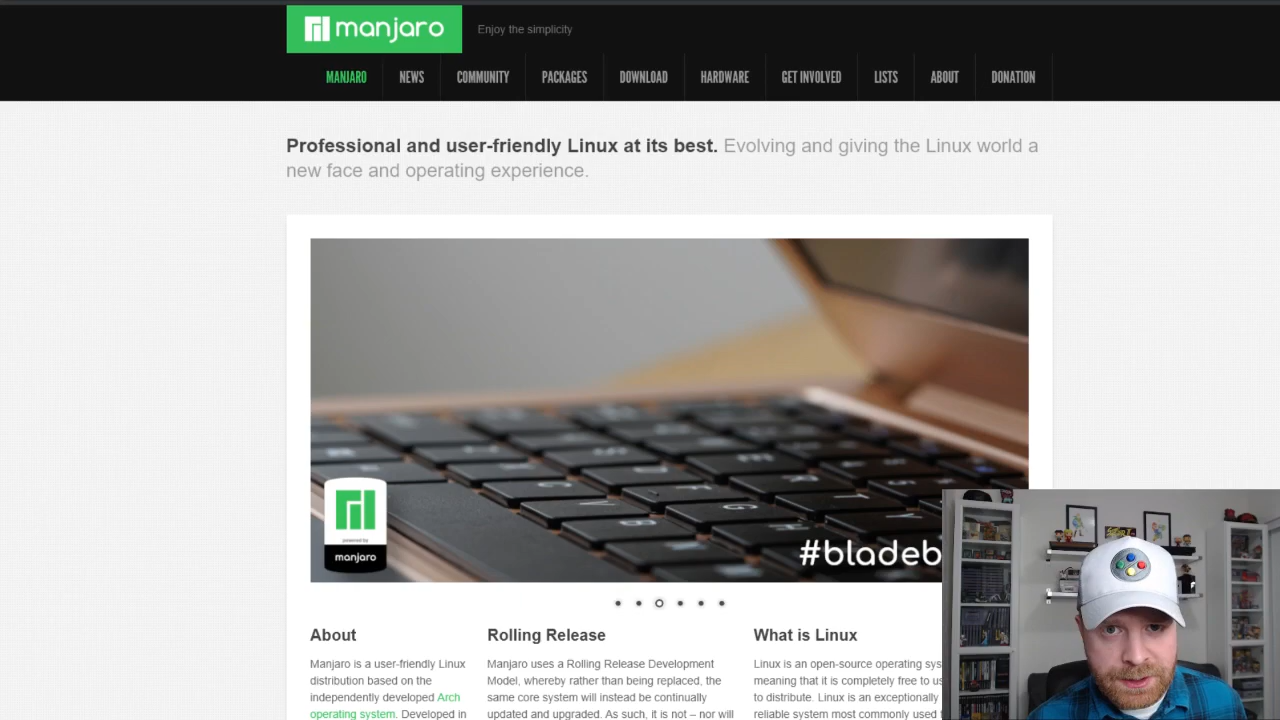 manjaro
Enjoy the simplicity
MANJARO NEWS COMMUNITY PACKAGES DOWNLOAD HARDWARE GET INVOLVED LISTS ABOUT DONATION
Professional and user-friendly Linux at its best. Evolving and giving the Linux world a
new face and operating experience.
powered by
manjaro
#bladeb
About
Manjaro is a user-friendly Linux
distribution based on the
independently developed Arch
operating system. Developed in
Rolling Release
Manjaro uses a Rolling Release Development
Model, whereby rather than being replaced, the
same core system will instead be continually
updated and upgraded. As such, it is not – nor will
What is Linux
Linux is an open-source operating sys
meaning that it is completely free to us
to distribute. Linux is an exceptionally
reliable system most commonly used